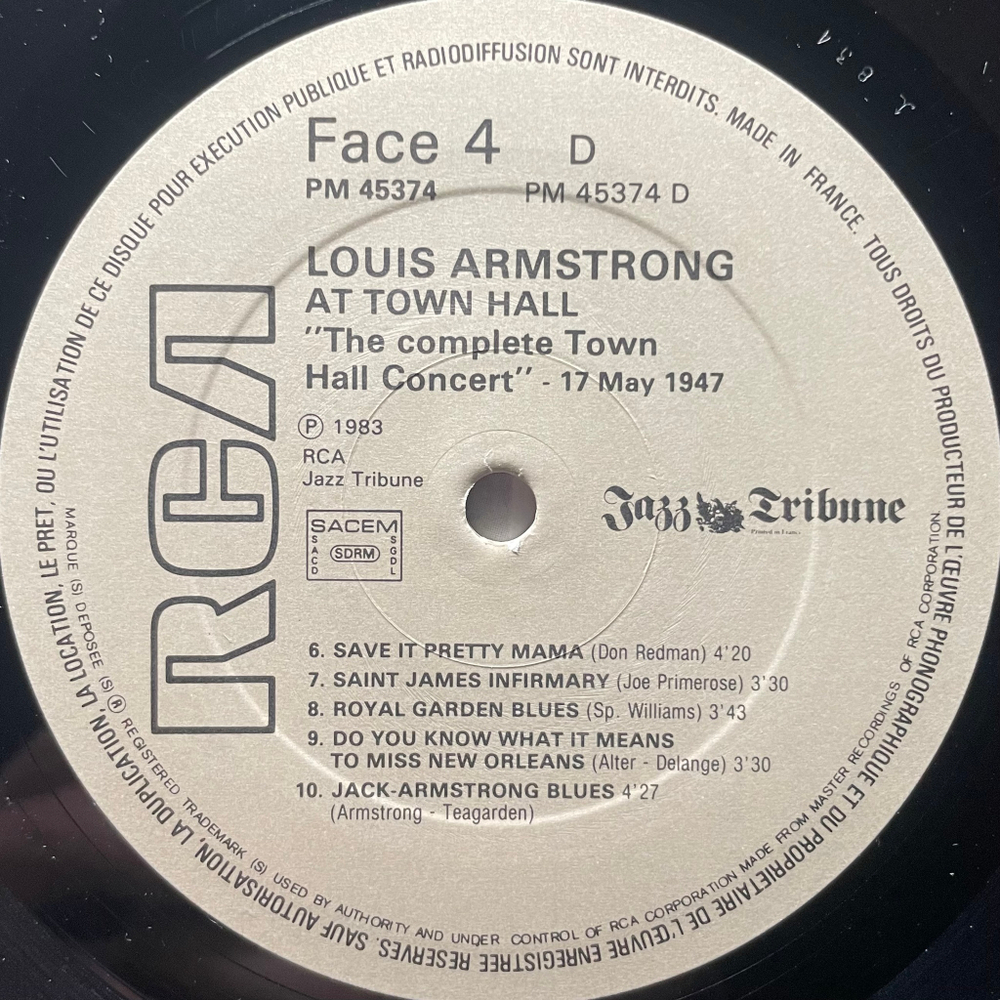 Face 4 D
PM 45374 PM 45374 D
LOUIS ARMSTRONG
AT TOWN HALL
"The complete Town
Hall Concert" - 17 May 1947
Ⓟ 1983
RCA
Jazz Tribune
SACEM
SACD SDRM SGDL
RCA
Jazz Tribune
Printed in France
6. SAVE IT PRETTY MAMA (Don Redman) 4'20
7. SAINT JAMES INFIRMARY (Joe Primerose) 3'30
8. ROYAL GARDEN BLUES (Sp. Williams) 3'43
9. DO YOU KNOW WHAT IT MEANS
TO MISS NEW ORLEANS (Alter - Delange) 3'30
10. JACK-ARMSTRONG BLUES 4'27
(Armstrong - Teagarden)
MADE IN FRANCE. TOUS DROITS DU PRODUCTEUR DE L'ŒUVRE PHONOGRAPHIQUE ET DU PROPRIETAIRE DE L'ŒUVRE ENREGISTREE RESERVES. SAUF AUTORISATION, LA DUPLICATION, LA LOCATION, LE PRET, OU L'UTILISATION DE CE DISQUE POUR EXECUTION PUBLIQUE ET RADIODIFFUSION SONT INTERDITS.
MARQUE (S) DEPOSEE (S) ® REGISTERED TRADEMARK (S) USED BY AUTHORITY AND UNDER CONTROL OF RCA CORPORATION MADE FROM MASTER RECORDINGS OF RCA CORPORATION.